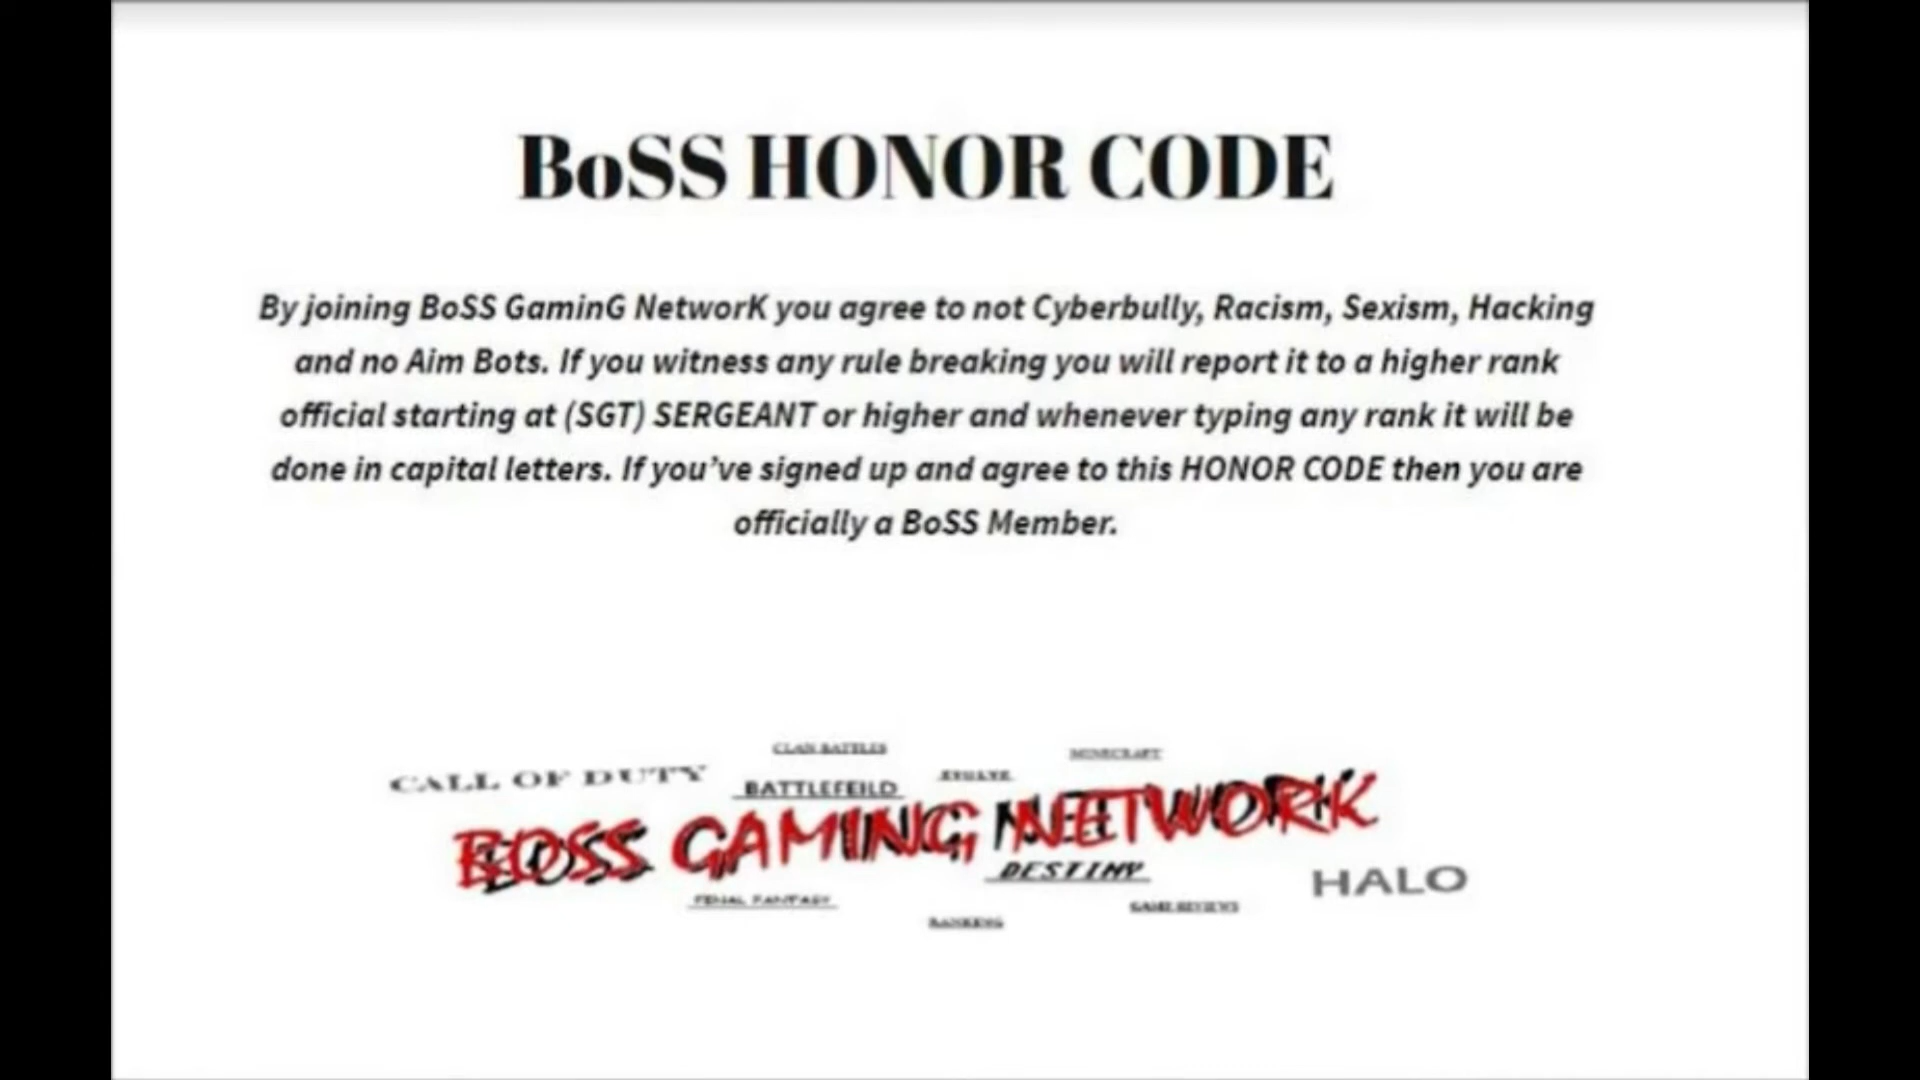 BoSS HONOR CODE
By joining BoSS GaminG NetworK you agree to not Cyberbully, Racism, Sexism, Hacking
and no Aim Bots. If you witness any rule breaking you will report it to a higher rank
official starting at (SGT) SERGEANT or higher and whenever typing any rank it will be
done in capital letters. If you’ve signed up and agree to this HONOR CODE then you are
officially a BoSS Member.
CLAN BATTLES
MINECRAFT
CALL OF DUTY
BATTLEFEILD
EVOLVE
BOSS GAMING NETWORK
DESTINY
HALO
FINAL FANTASY
GAME REVIEWS
RANKING